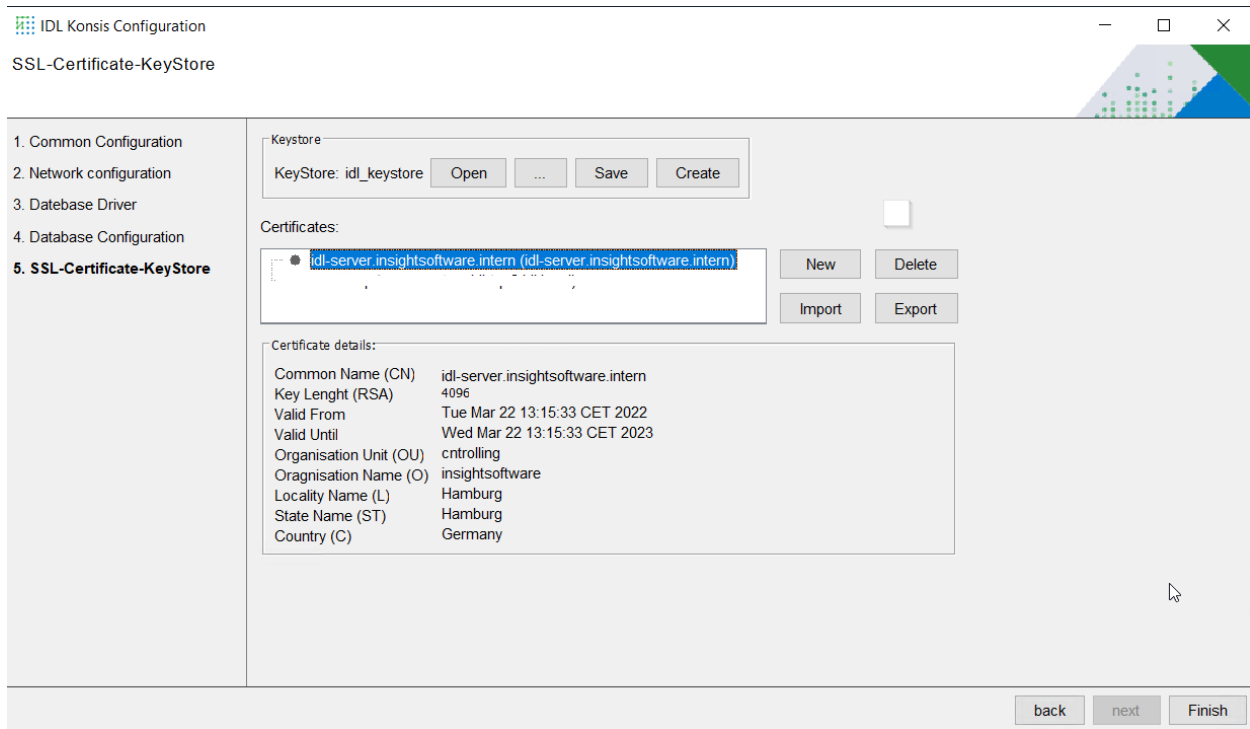 IDL Konsis Configuration
SSL-Certificate-KeyStore
1. Common Configuration
2. Network configuration
3. Datebase Driver
4. Database Configuration
5. SSL-Certificate-KeyStore
Keystore
KeyStore: idl_keystore Open ... Save Create
Certificates:
idl-server.insightsoftware.intern (idl-server.insightsoftware.intern)
New Delete
Import Export
Certificate details:
Common Name (CN) idl-server.insightsoftware.intern
Key Lenght (RSA) 4096
Valid From Tue Mar 22 13:15:33 CET 2022
Valid Until Wed Mar 22 13:15:33 CET 2023
Organisation Unit (OU) cntrolling
Oragnisation Name (O) insightsoftware
Locality Name (L) Hamburg
State Name (ST) Hamburg
Country (C) Germany
back next Finish